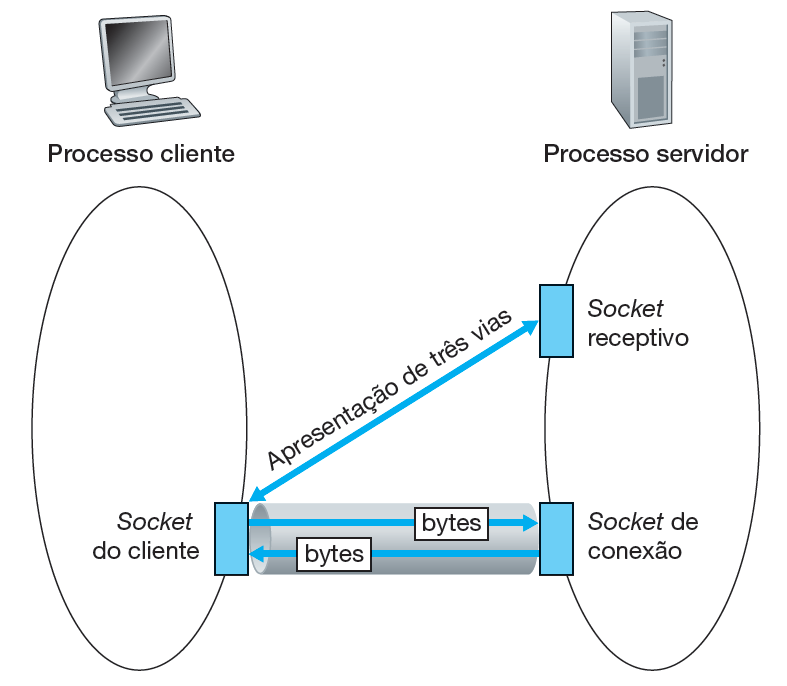 Processo cliente
Processo servidor
Socket
receptivo
Apresentação de três vias
Socket
do cliente
bytes
bytes
Socket de
conexão